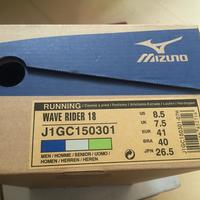 MIZUNO
RUNNING
WAVE RIDER 18
J1GC150301
MEN / HOMME / SENIOR / UOMO /
HOMEM / HERREN / HEREN
US 8.5
UK 7.5
EUR 41
BRA 40
JPN 26.5